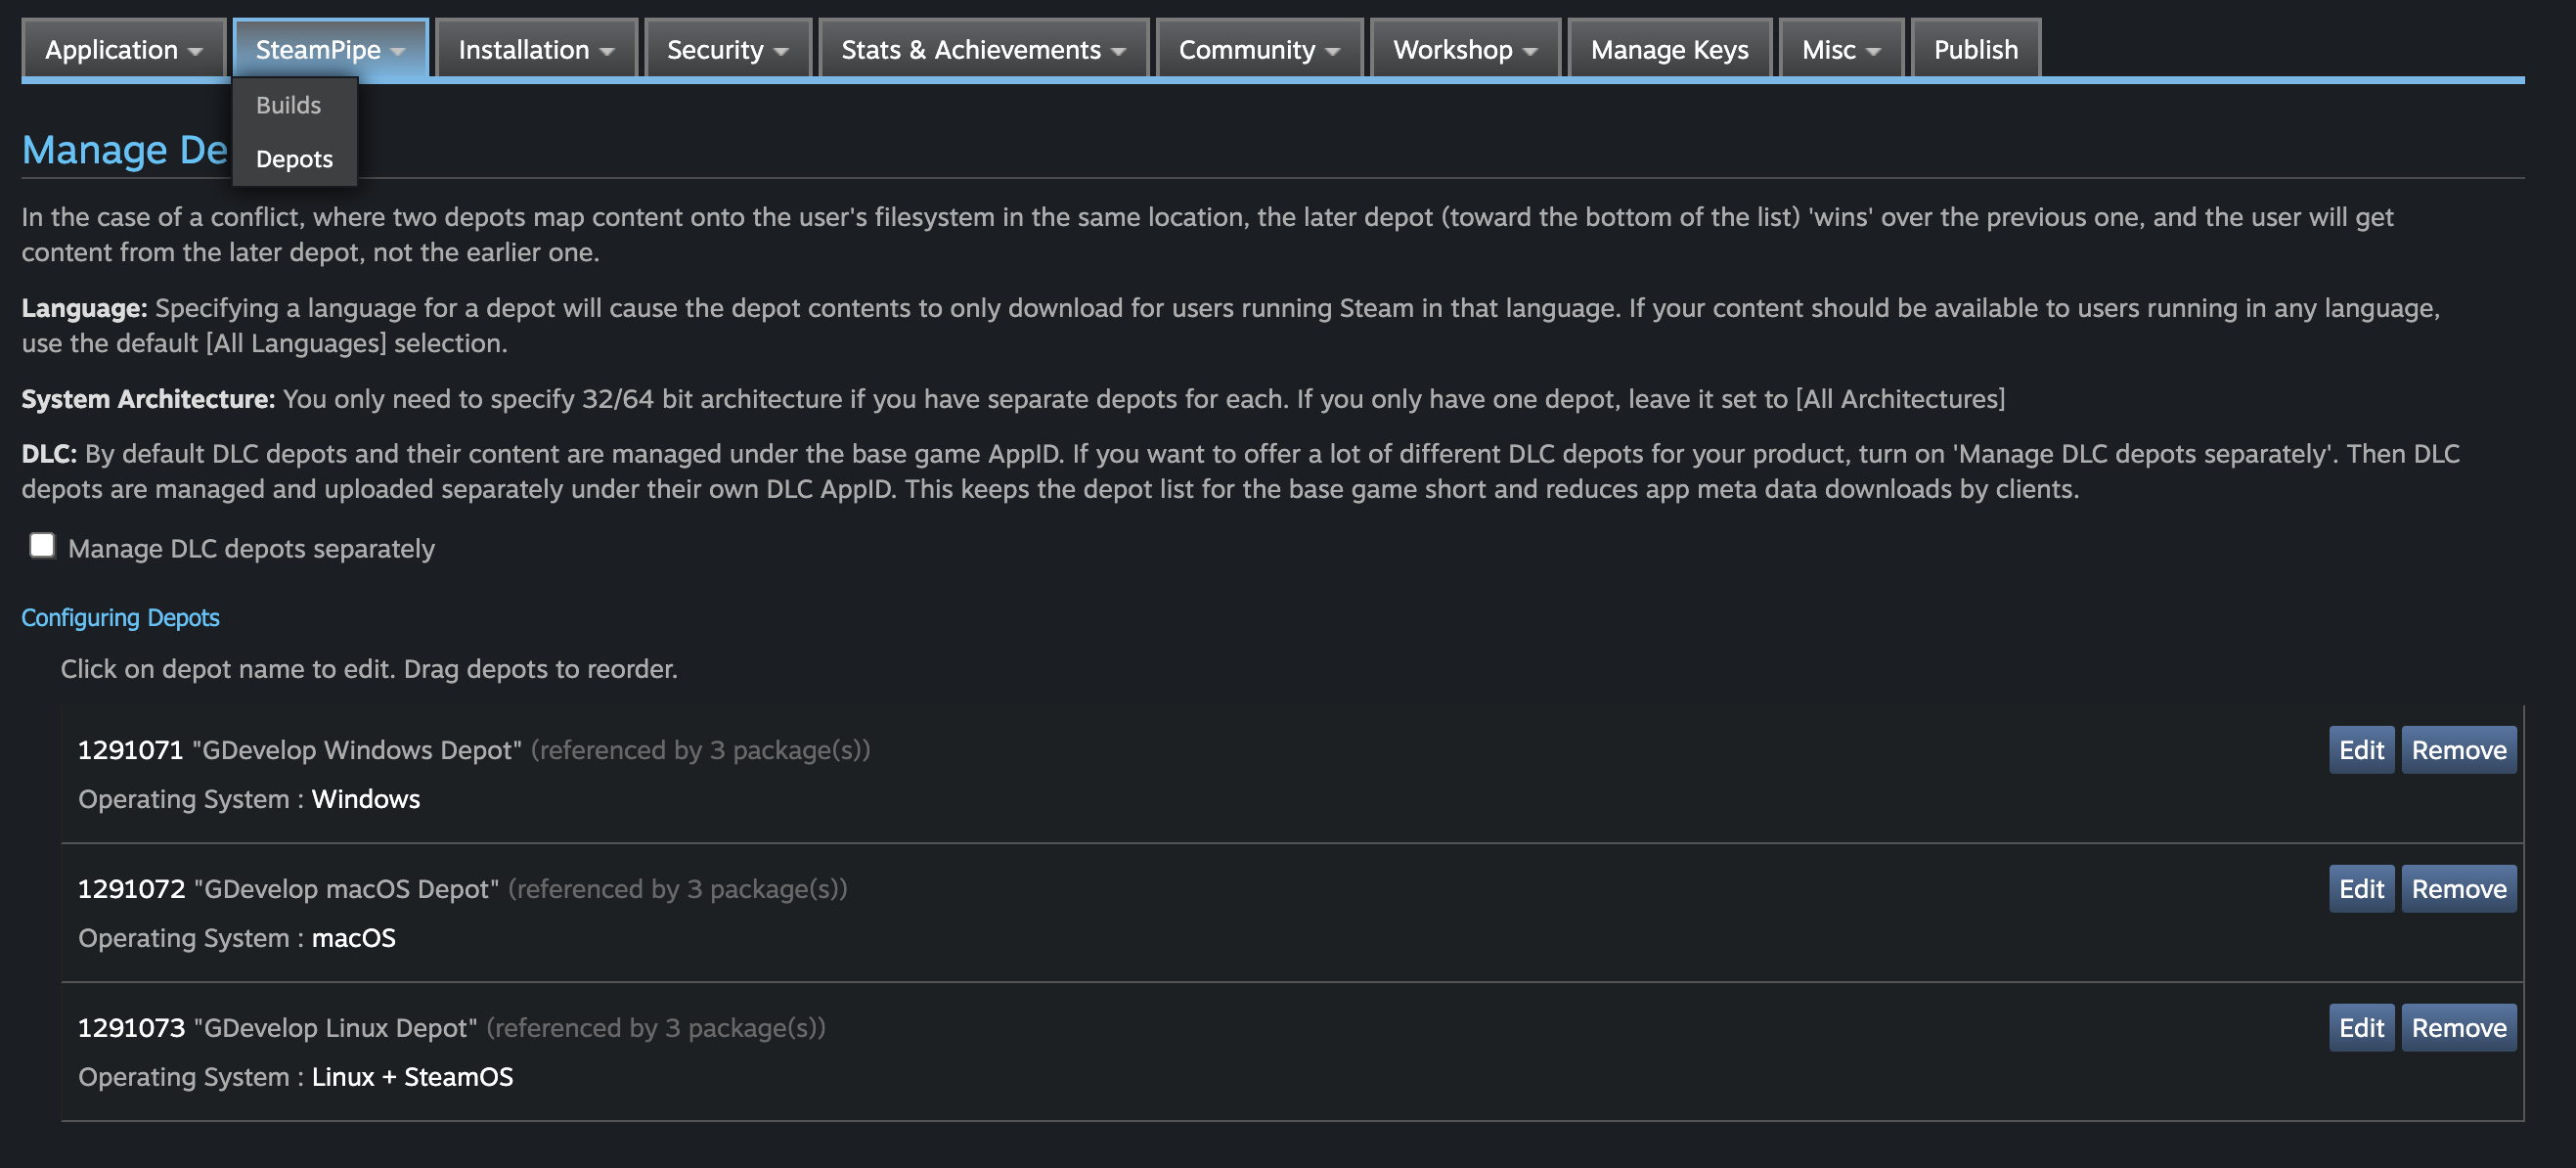 Application
SteamPipe
Installation
Security
Stats & Achievements
Community
Workshop
Manage Keys
Misc
Publish
Builds
Depots
Manage De
In the case of a conflict, where two depots map content onto the user's filesystem in the same location, the later depot (toward the bottom of the list) 'wins' over the previous one, and the user will get
content from the later depot, not the earlier one.
Language: Specifying a language for a depot will cause the depot contents to only download for users running Steam in that language. If your content should be available to users running in any language,
use the default [All Languages] selection.
System Architecture: You only need to specify 32/64 bit architecture if you have separate depots for each. If you only have one depot, leave it set to [All Architectures]
DLC: By default DLC depots and their content are managed under the base game AppID. If you want to offer a lot of different DLC depots for your product, turn on 'Manage DLC depots separately'. Then DLC
depots are managed and uploaded separately under their own DLC AppID. This keeps the depot list for the base game short and reduces app meta data downloads by clients.
Manage DLC depots separately
Configuring Depots
Click on depot name to edit. Drag depots to reorder.
1291071 "GDevelop Windows Depot" (referenced by 3 package(s)) Edit Remove
Operating System : Windows
1291072 "GDevelop macOS Depot" (referenced by 3 package(s)) Edit Remove
Operating System : macOS
1291073 "GDevelop Linux Depot" (referenced by 3 package(s)) Edit Remove
Operating System : Linux + SteamOS